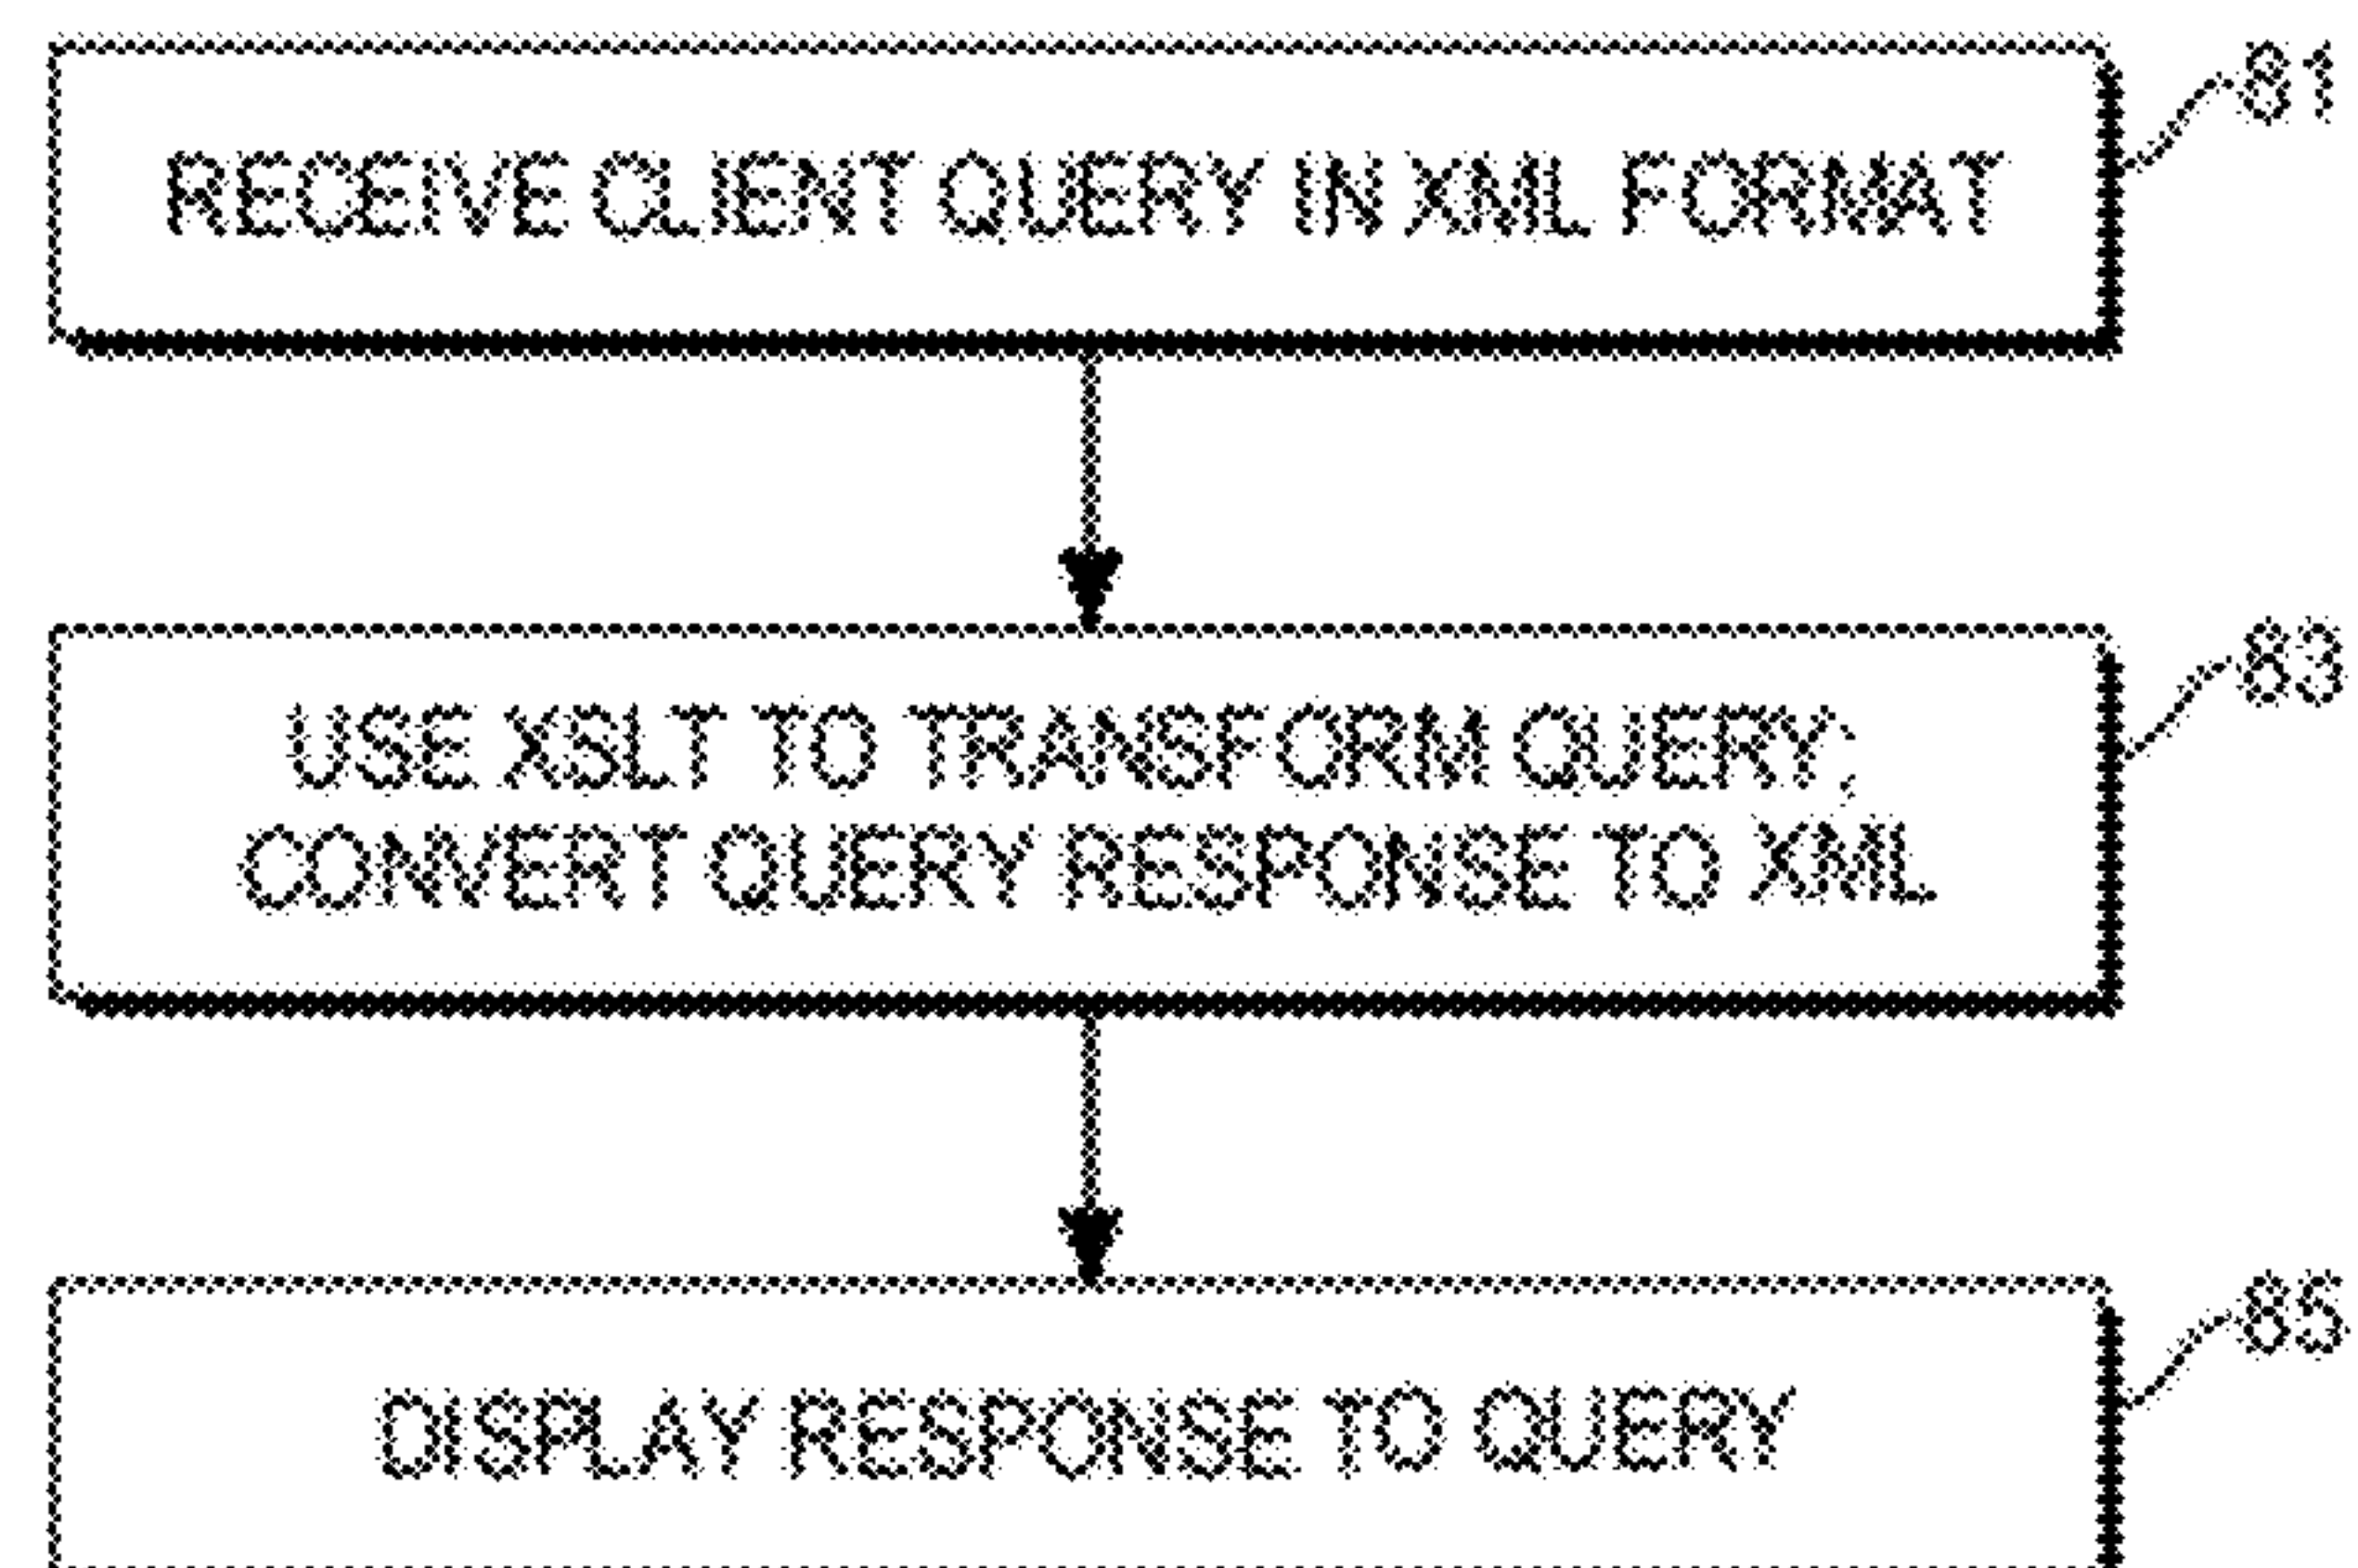 RECEIVE CLIENT QUERY IN XML FORMAT
81
USE XSLT TO TRANSFORM QUERY;
CONVERT QUERY RESPONSE TO XML
83
DISPLAY RESPONSE TO QUERY
85